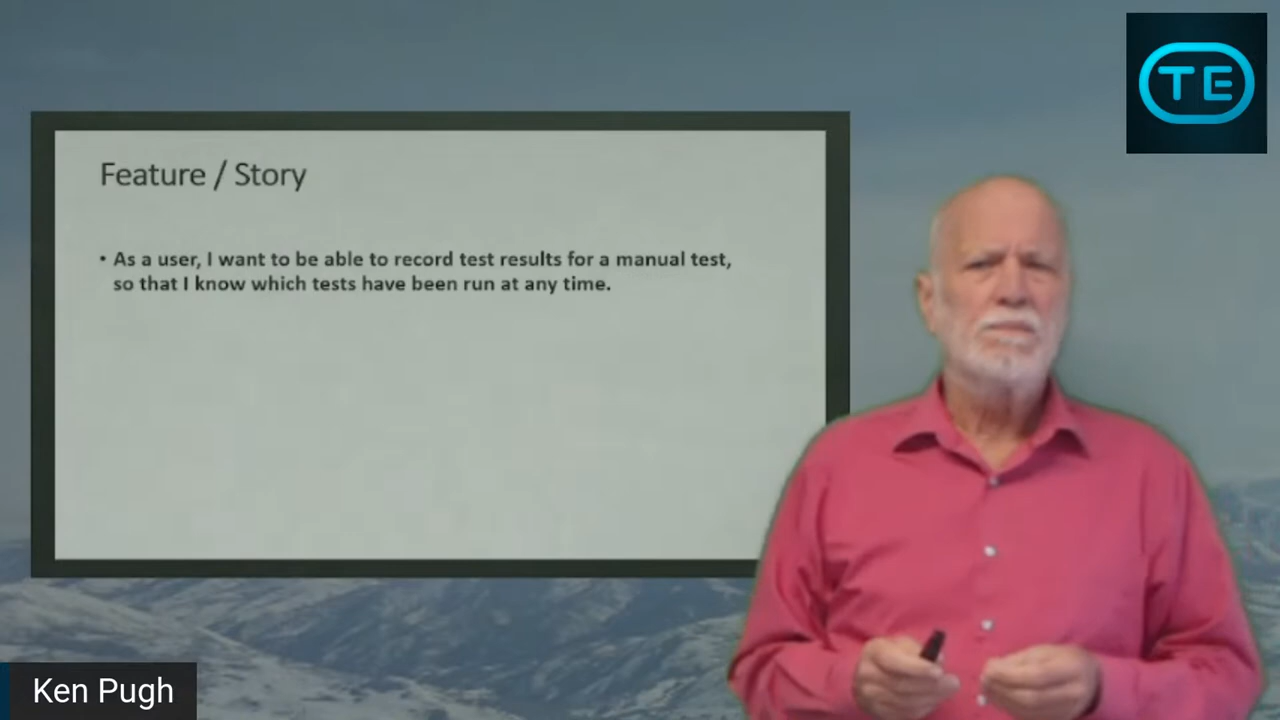 TE
Feature / Story
• As a user, I want to be able to record test results for a manual test,
so that I know which tests have been run at any time.
Ken Pugh